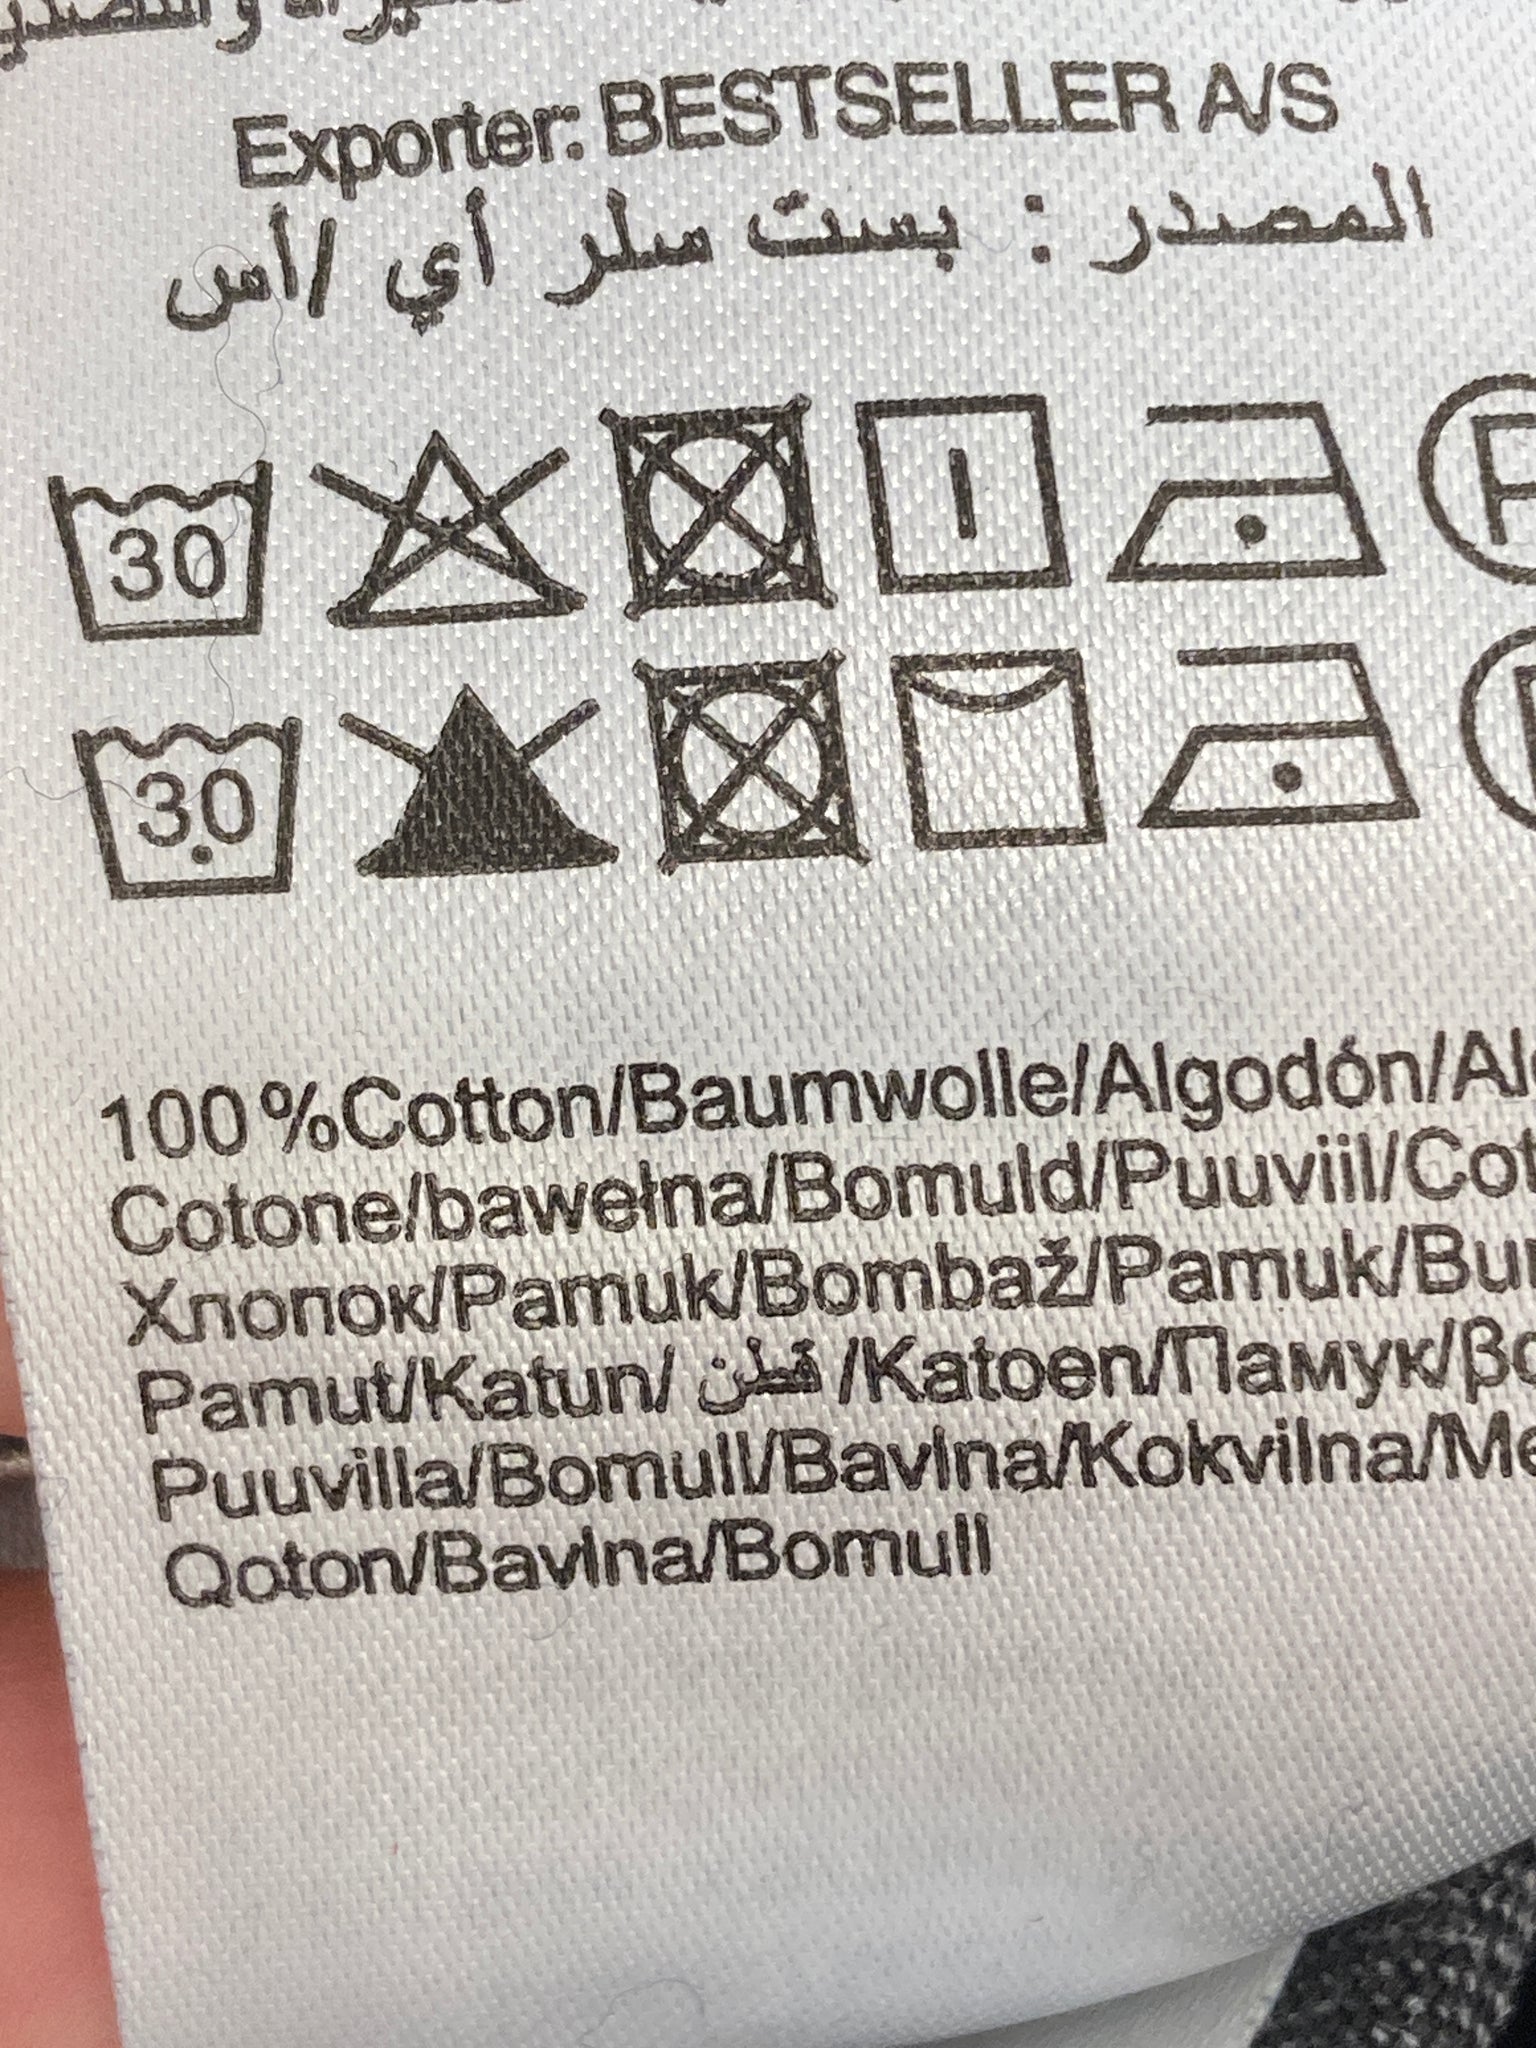 Exporter: BESTSELLER A/S
المصدر : بست سلر أي /أس
30
30
100%Cotton/Baumwolle/Algodón/
Cotone/bawełna/Bomuld/Puuviil/
Хлопок/Pamuk/Bombaž/Pamuk/
Pamut/Katun/ قطن /Katoen/Памук/
Puuvilla/Bomull/Bavlna/Kokvilna/
Qoton/Bavlna/Bomull